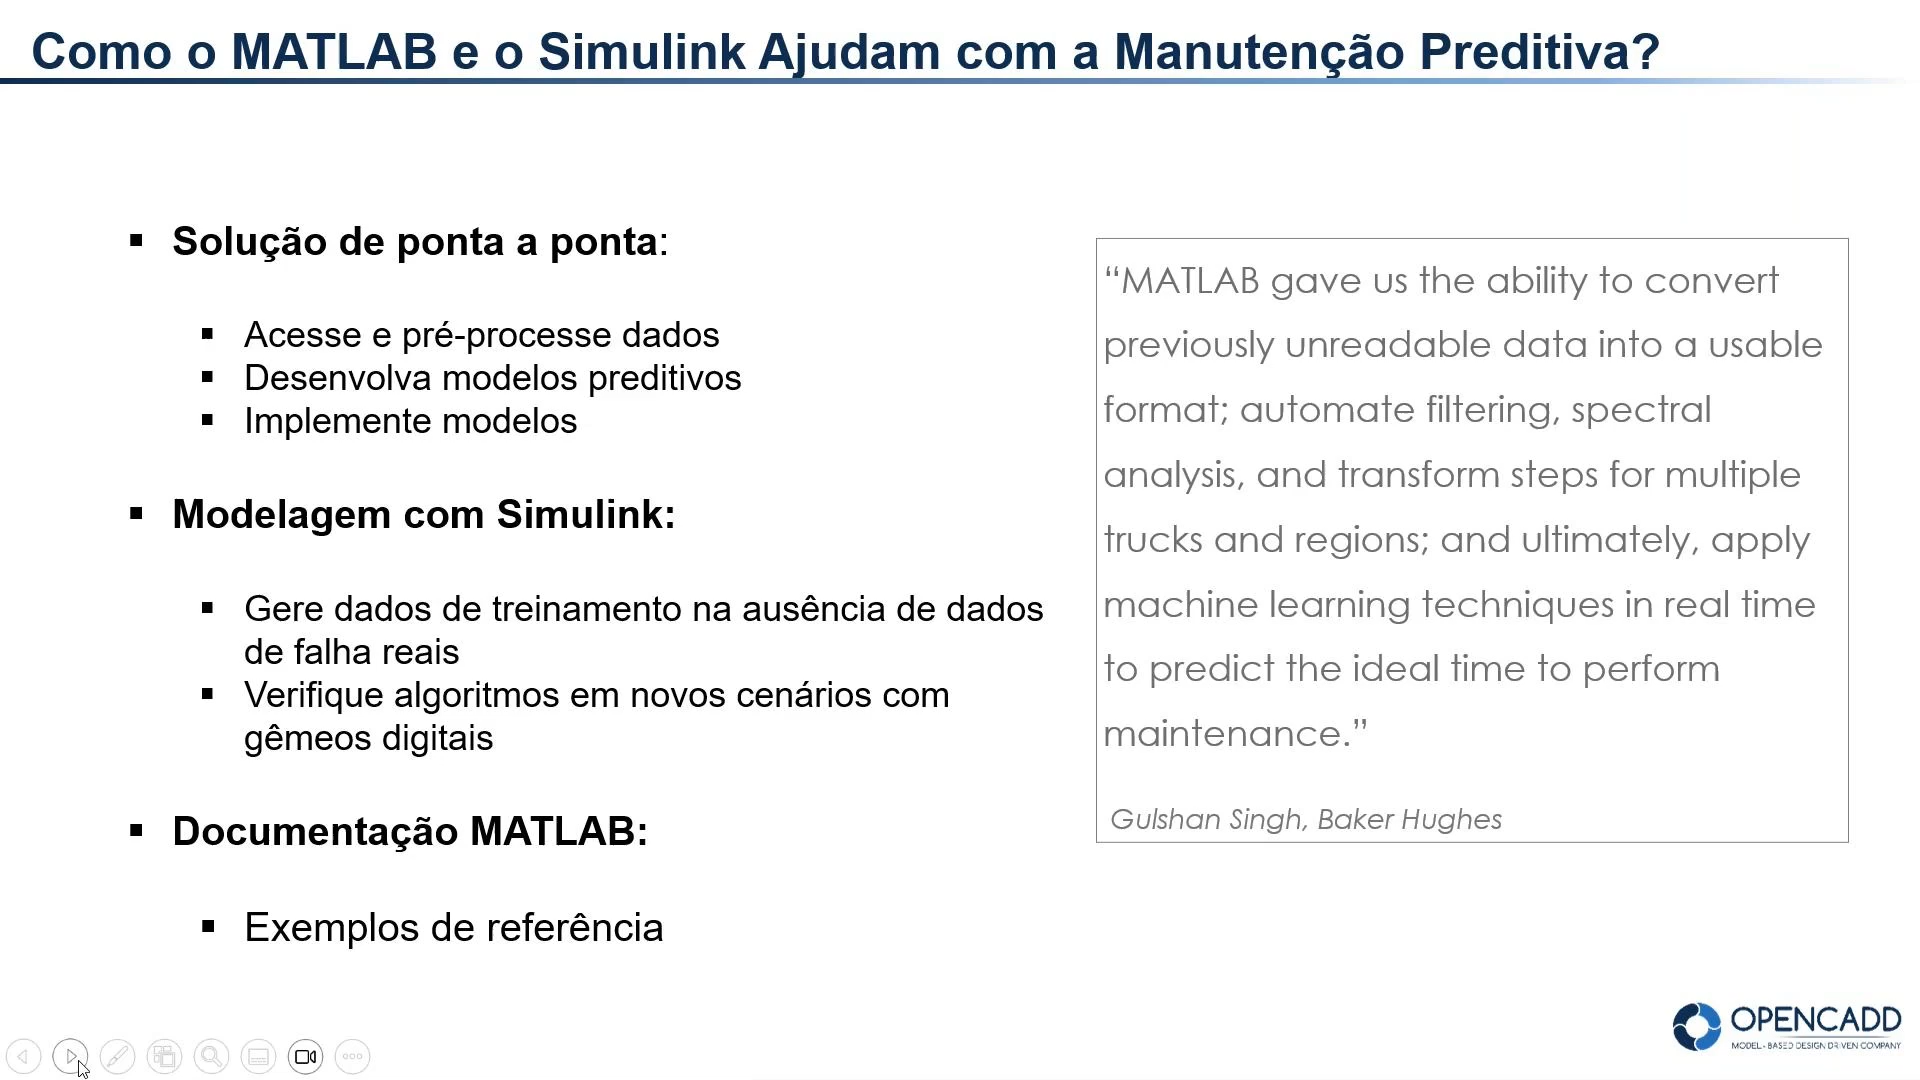 Como o MATLAB e o Simulink Ajudam com a Manutenção Preditiva?
▪ Solução de ponta a ponta:
▪ Acesse e pré-processe dados
▪ Desenvolva modelos preditivos
▪ Implemente modelos
▪ Modelagem com Simulink:
▪ Gere dados de treinamento na ausência de dados
de falha reais
▪ Verifique algoritmos em novos cenários com
gêmeos digitais
▪ Documentação MATLAB:
▪ Exemplos de referência
“MATLAB gave us the ability to convert
previously unreadable data into a usable
format; automate filtering, spectral
analysis, and transform steps for multiple
trucks and regions; and ultimately, apply
machine learning techniques in real time
to predict the ideal time to perform
maintenance.”
Gulshan Singh, Baker Hughes
OPENCADD
MODEL-BASED DESIGN DRIVEN COMPANY